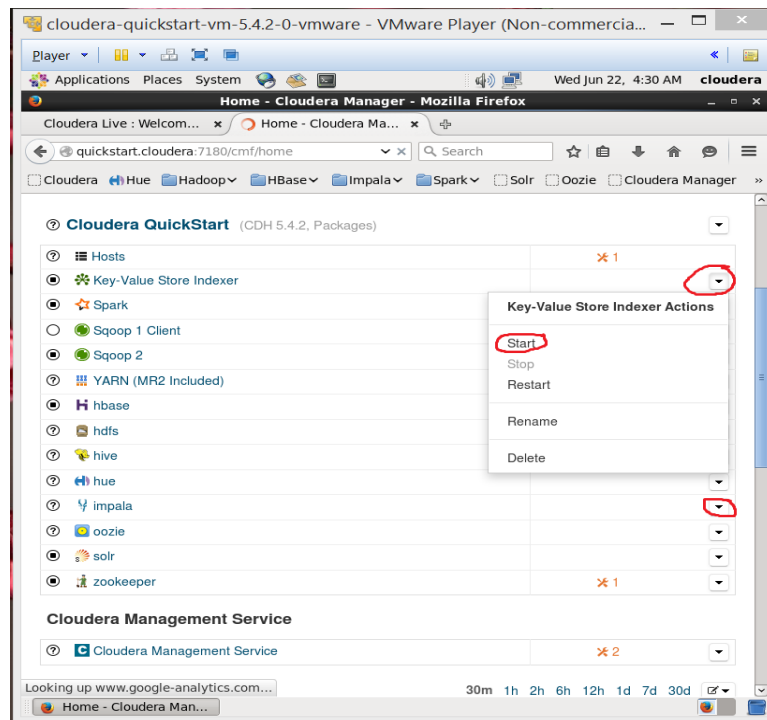 cloudera-quickstart-vm-5.4.2-0-vmware - VMware Player (Non-commercia...
Player
Applications Places System Wed Jun 22, 4:30 AM cloudera
Home - Cloudera Manager - Mozilla Firefox
Cloudera Live : Welcom... Home - Cloudera Ma...
quickstart.cloudera:7180/cmf/home Search
Cloudera Hue Hadoop HBase Impala Spark Solr Oozie Cloudera Manager
Cloudera QuickStart (CDH 5.4.2, Packages)
Hosts 1
Key-Value Store Indexer
Key-Value Store Indexer Actions
Start
Stop
Restart
Rename
Delete
Spark
Sqoop 1 Client
Sqoop 2
YARN (MR2 Included)
hbase
hdfs
hive
hue
impala
oozie
solr
zookeeper 1
Cloudera Management Service
Cloudera Management Service 2
Looking up www.google-analytics.com... 30m 1h 2h 6h 12h 1d 7d 30d
Home - Cloudera Man...